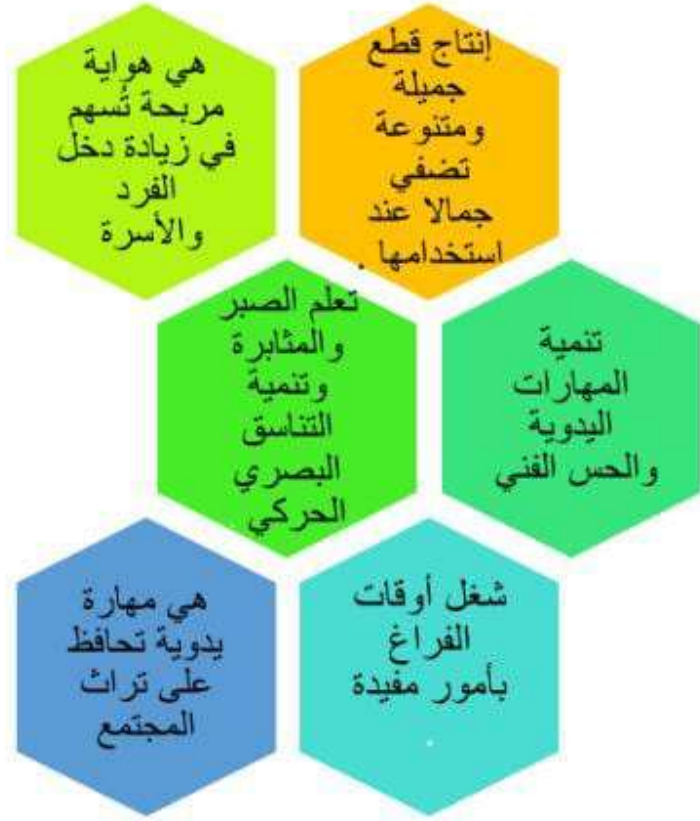 إنتاج قطع
جميلة
ومتنوعة
تضفي
جمالا عند
استخدامها .
هي هواية
مربحة تُسهم
في زيادة دخل
الفرد
والأسرة
تنمية
المهارات
اليدوية
والحس الفني
تعلم الصبر
والمثابرة
وتنمية
التناسق
البصري
الحركي
شغل أوقات
الفراغ
بأمور مفيدة
.
هي مهارة
يدوية تحافظ
على تراث
المجتمع